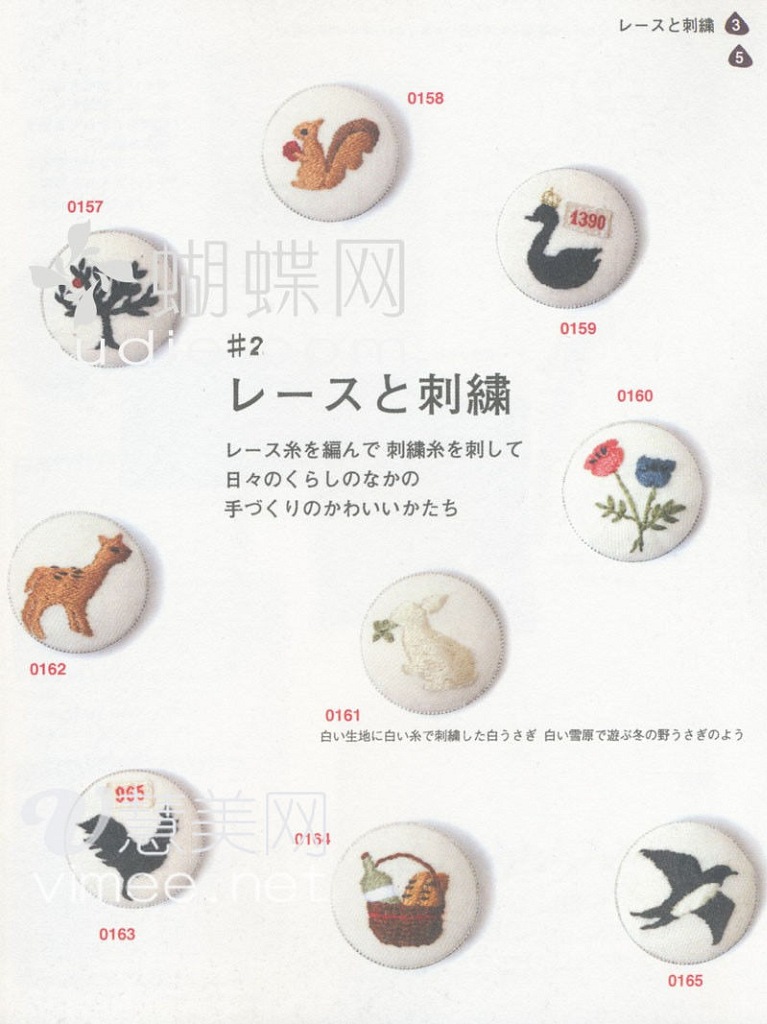 レースと刺繍 3
5
0158
0157
1390
蝴蝶网
0159
#2
レースと刺繍
0160
レース糸を編んで 刺繍糸を刺して
日々のくらしのなかの
手づくりのかわいいかたち
0162
0161
白い生地に白い糸で刺繍した白うさぎ 白い雪原で遊ぶ冬の野うさぎのよう
965
慧美网
0164
vimee.net
0163
0165